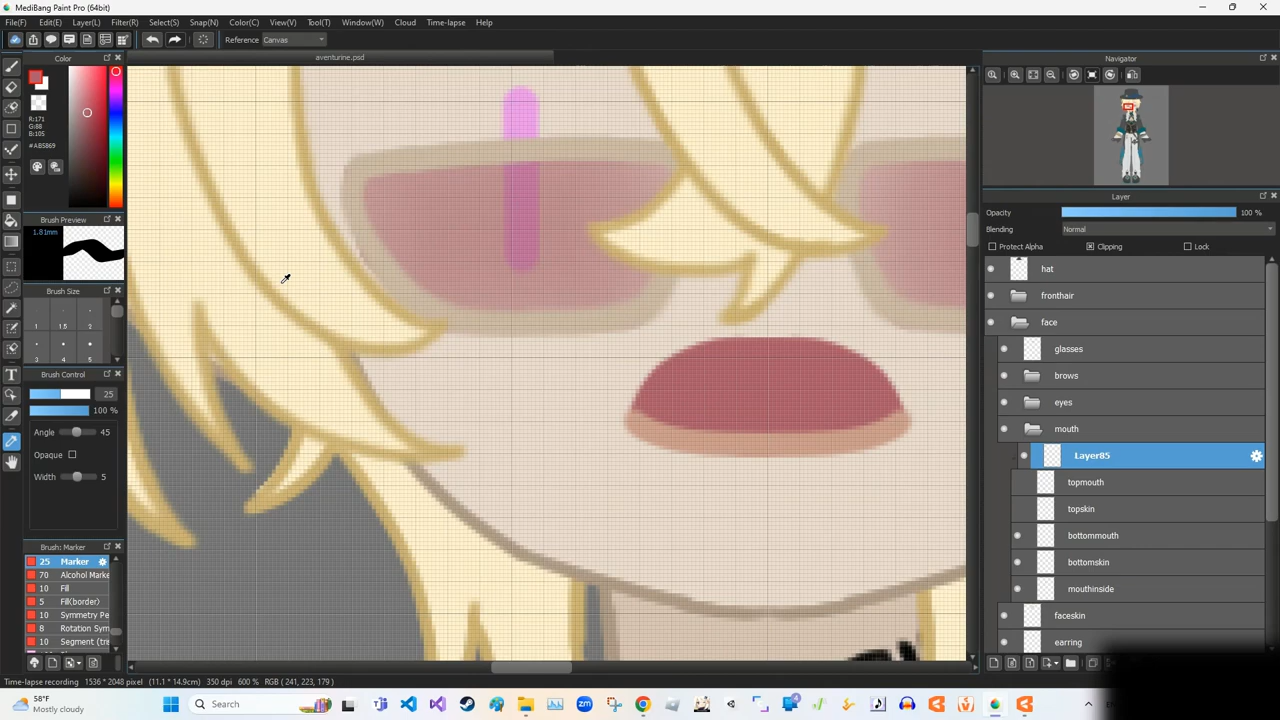 MediBang Paint Pro (64bit)
File(F) Edit(E) Layer(L) Filter(R) Select(S) Snap(N) Color(C) View(V) Tool(T) Window(W) Cloud Time-lapse Help
Reference Canvas
aventurine.psd
Color
R:171
G:88
B:105
#AB5869
Brush Preview
1.81mm
Brush Size
1 1.5 2
3 4 5
Brush Control
25
100 %
Angle 45
Opaque
Width 5
Brush: Marker
25 Marker
70 Alcohol Marke
10 Fill
5 Fill(border)
10 Symmetry Pe
8 Rotation Sym
10 Segment (tre
Navigator
Layer
Opacity 100 %
Blending Normal
Protect Alpha Clipping Lock
hat
fronthair
face
glasses
brows
eyes
mouth
Layer85
topmouth
topskin
bottommouth
bottomskin
mouthinside
faceskin
earring
Time-lapse recording 1536 * 2048 pixel (11.1 * 14.9cm) 350 dpi 600 % RGB ( 241, 223, 179 )
58°F
Mostly cloudy
Search